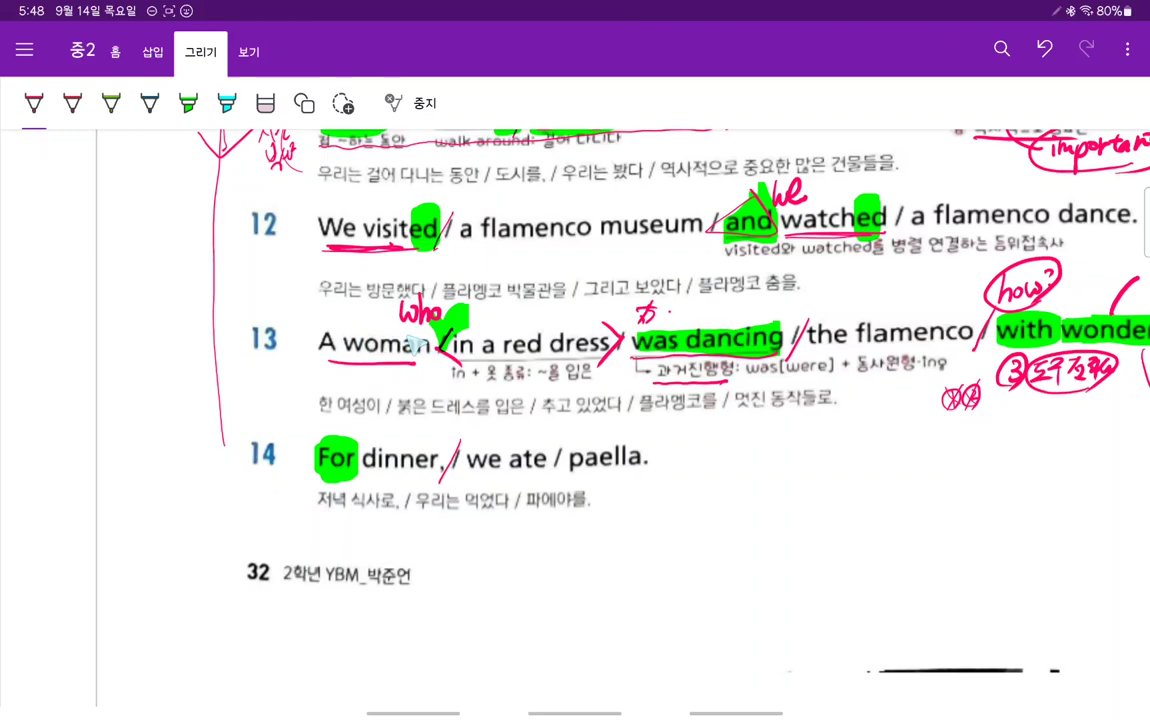 5:48 9월 14일 목요일 80%
중2 홈 삽입 그리기 보기
중지
walk around: 걸어 다니다
important
우리는 걸어 다니는 동안 / 도시를, / 우리는 봤다 / 역사적으로 중요한 많은 건물들을.
we
12 We visited / a flamenco museum / and watched / a flamenco dance.
visited와 watched를 병렬 연결하는 등위접속사
우리는 방문했다 / 플라멩코 박물관을 / 그리고 보았다 / 플라멩코 춤을.
who how?
13 A woman / in a red dress / was dancing / the flamenco / with wonder
in + 옷 종류: ~을 입은 과거진행형: was[were] + 동사원형-ing
한 여성이 / 붉은 드레스를 입은 / 추고 있었다 / 플라멩코를 / 멋진 동작들로.
14 For dinner, / we ate / paella.
저녁 식사로, / 우리는 먹었다 / 파에야를.
32 2학년 YBM_박준언